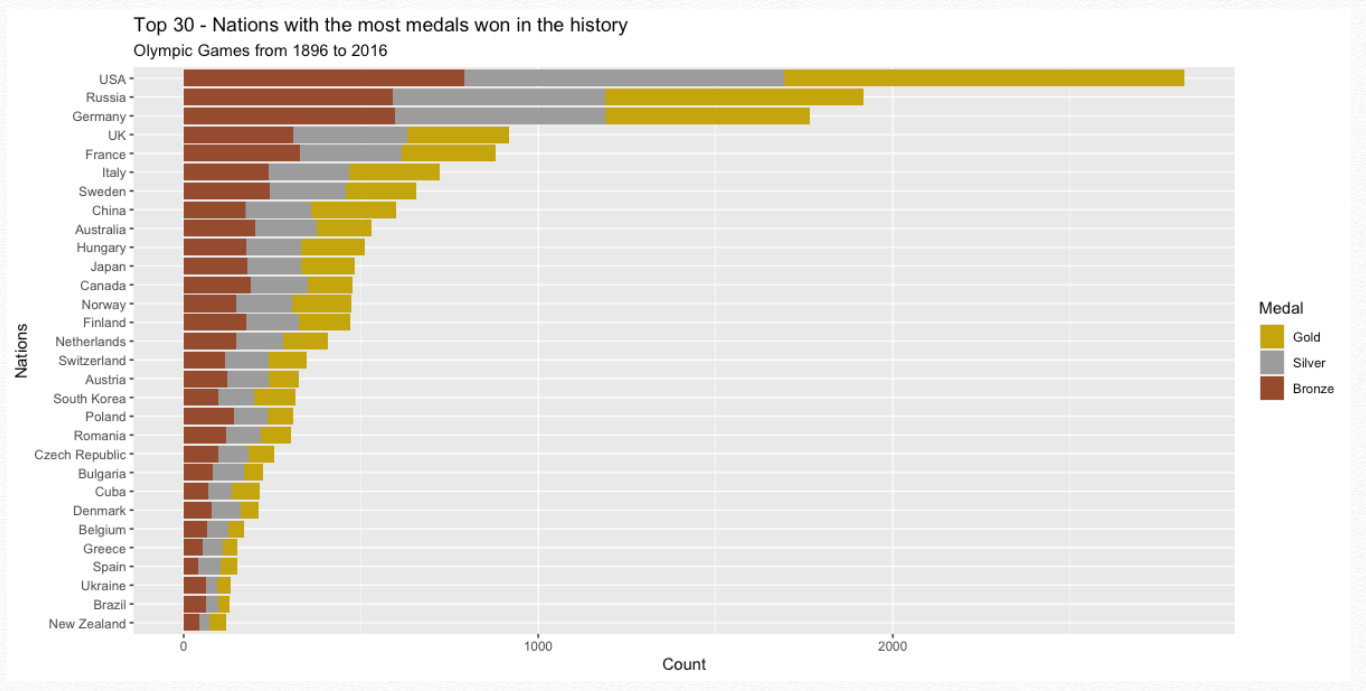 Top 30 - Nations with the most medals won in the history
Olympic Games from 1896 to 2016
USA
Russia
Germany
UK
France
Italy
Sweden
China
Australia
Hungary
Japan
Canada
Norway
Finland
Netherlands
Switzerland
Austria
South Korea
Poland
Romania
Czech Republic
Bulgaria
Cuba
Denmark
Belgium
Greece
Spain
Ukraine
Brazil
New Zealand
Nations
0 1000 2000
Count
Medal
Gold
Silver
Bronze